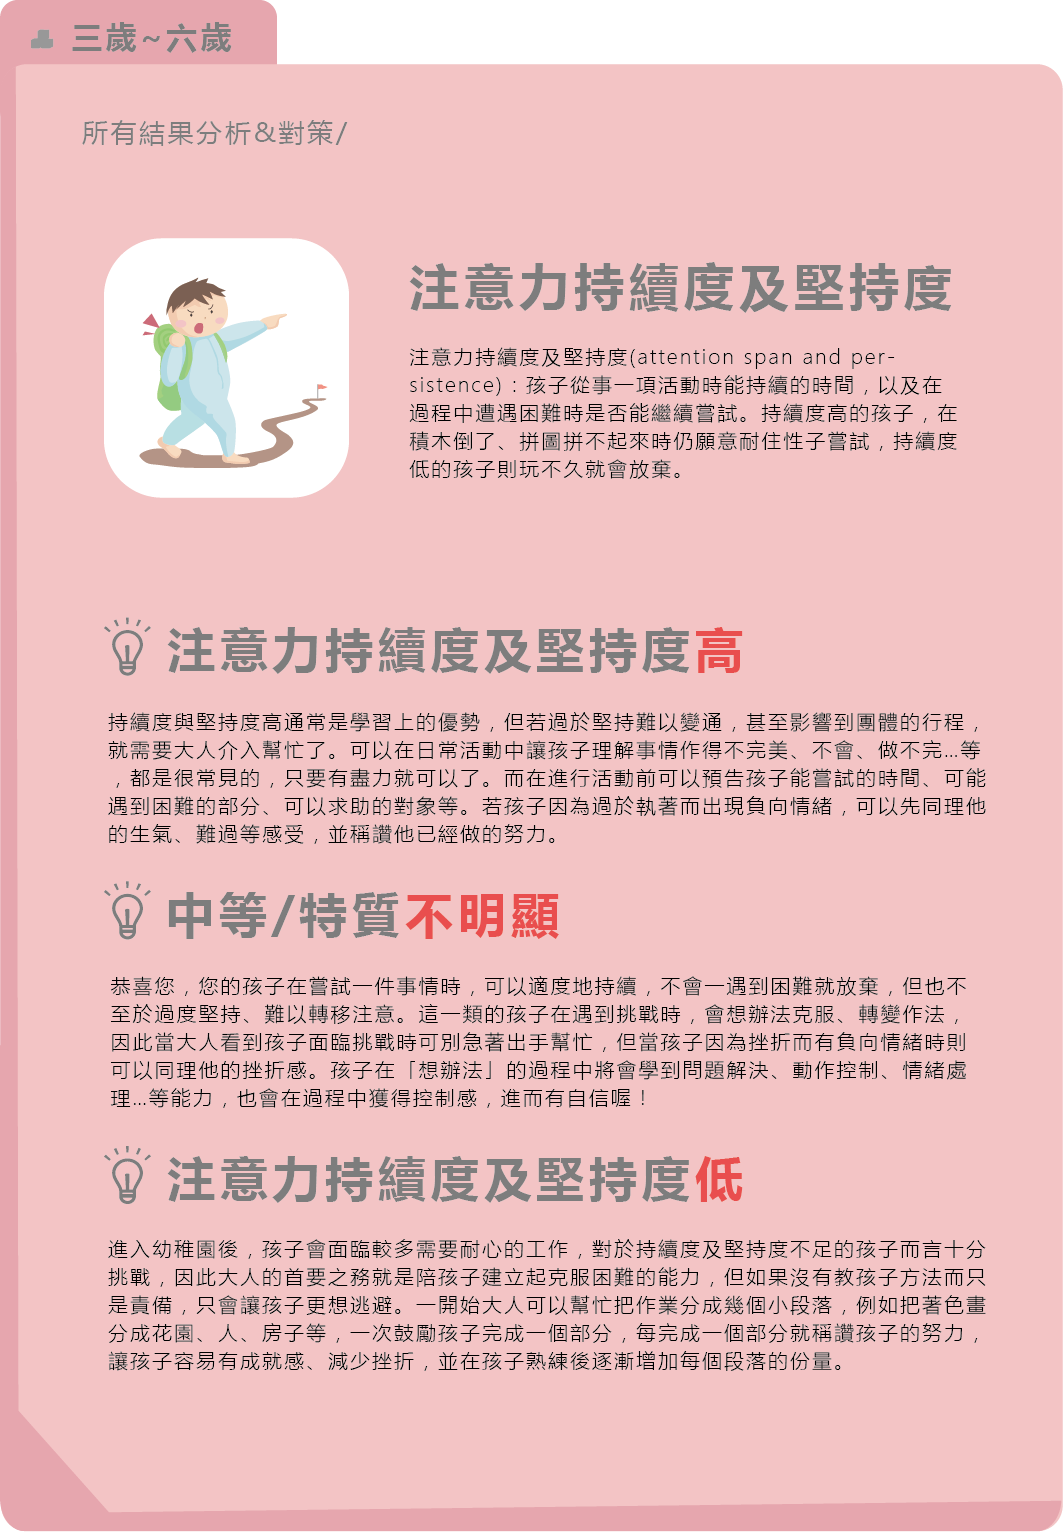 三歲~六歲
所有結果分析&對策/
注意力持續度及堅持度
注意力持續度及堅持度(attention span and per-
sistence)：孩子從事一項活動時能持續的時間，以及在
過程中遭遇困難時是否能繼續嘗試。持續度高的孩子，在
積木倒了、拼圖拼不起來時仍願意耐住性子嘗試，持續度
低的孩子則玩不久就會放棄。
注意力持續度及堅持度高
持續度與堅持度高通常是學習上的優勢，但若過於堅持難以變通，甚至影響到團體的行程，
就需要大人介入幫忙了。可以在日常活動中讓孩子理解事情作得不完美、不會、做不完...等
，都是很常見的，只要有盡力就可以了。而在進行活動前可以預告孩子能嘗試的時間、可能
遇到困難的部分、可以求助的對象等。若孩子因為過於執著而出現負向情緒，可以先同理他
的生氣、難過等感受，並稱讚他已經做的努力。
中等/特質不明顯
恭喜您，您的孩子在嘗試一件事情時，可以適度地持續，不會一遇到困難就放棄，但也不
至於過度堅持、難以轉移注意。這一類的孩子在遇到挑戰時，會想辦法克服、轉變作法，
因此當大人看到孩子面臨挑戰時可別急著出手幫忙，但當孩子因為挫折而有負向情緒時則
可以同理他的挫折感。孩子在「想辦法」的過程中將會學到問題解決、動作控制、情緒處
理...等能力，也會在過程中獲得控制感，進而有自信喔！
注意力持續度及堅持度低
進入幼稚園後，孩子會面臨較多需要耐心的工作，對於持續度及堅持度不足的孩子而言十分
挑戰，因此大人的首要之務就是陪孩子建立起克服困難的能力，但如果沒有教孩子方法而只
是責備，只會讓孩子更想逃避。一開始大人可以幫忙把作業分成幾個小段落，例如把著色畫
分成花園、人、房子等，一次鼓勵孩子完成一個部分，每完成一個部分就稱讚孩子的努力，
讓孩子容易有成就感、減少挫折，並在孩子熟練後逐漸增加每個段落的份量。